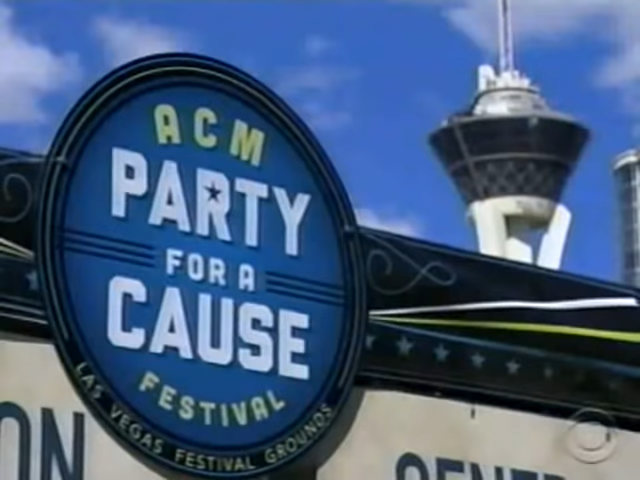 ACM
PARTY
FOR A
CAUSE
FESTIVAL
LAS VEGAS FESTIVAL GROUNDS